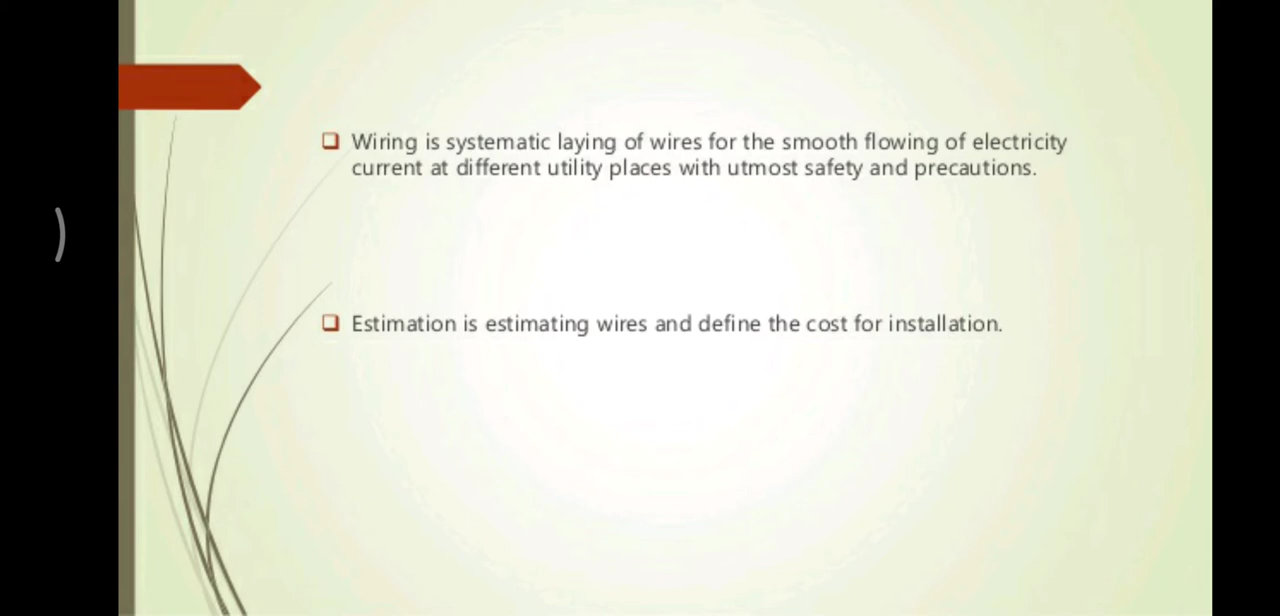 Wiring is systematic laying of wires for the smooth flowing of electricity
current at different utility places with utmost safety and precautions.
Estimation is estimating wires and define the cost for installation.